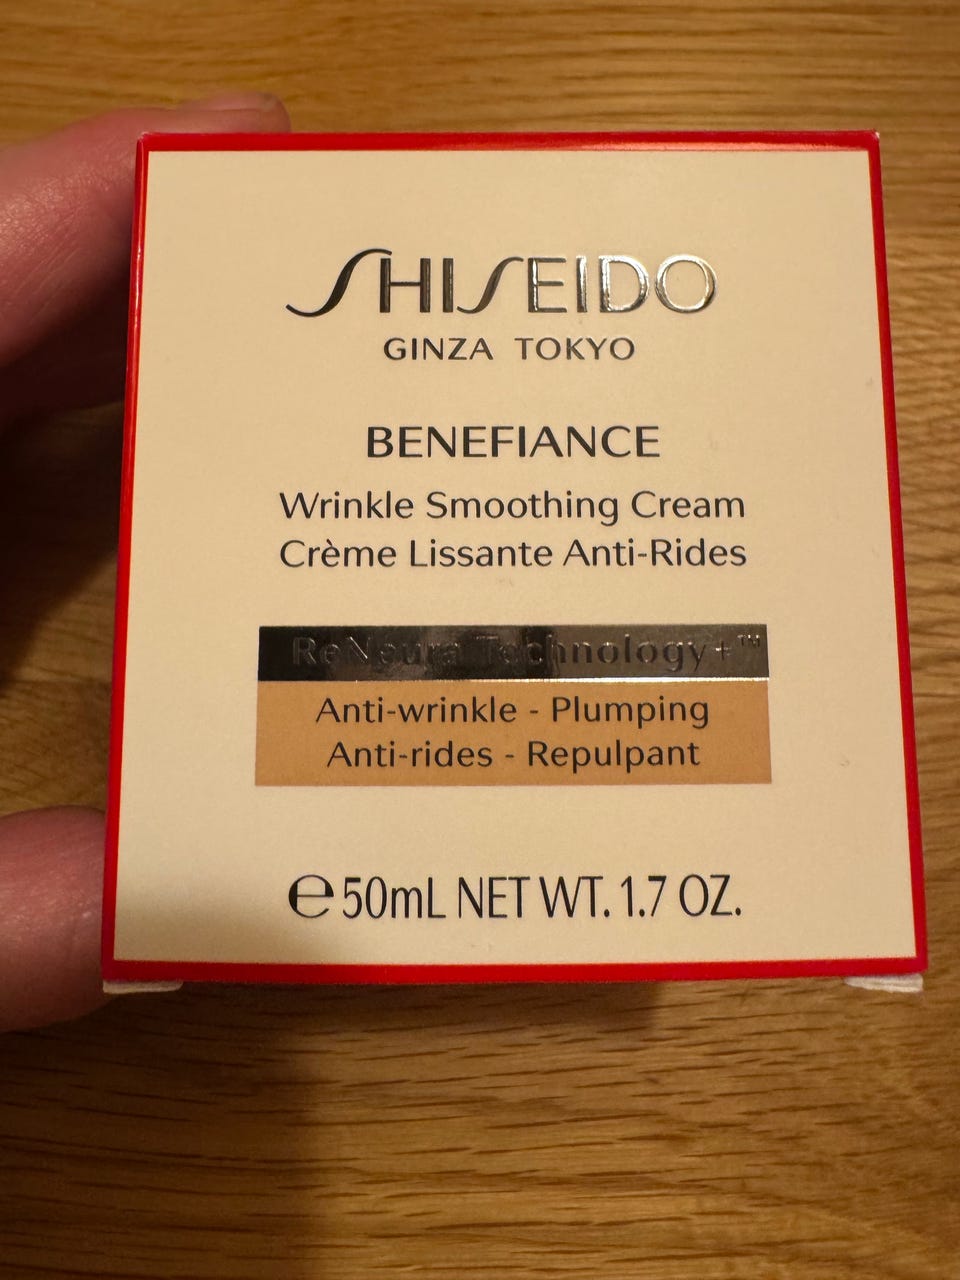 SHISEIDO
GINZA TOKYO
BENEFIANCE
Wrinkle Smoothing Cream
Crème Lissante Anti-Rides
ReNeura Technology+™
Anti-wrinkle - Plumping
Anti-rides - Repulpant
℮50mL NET WT. 1.7 OZ.